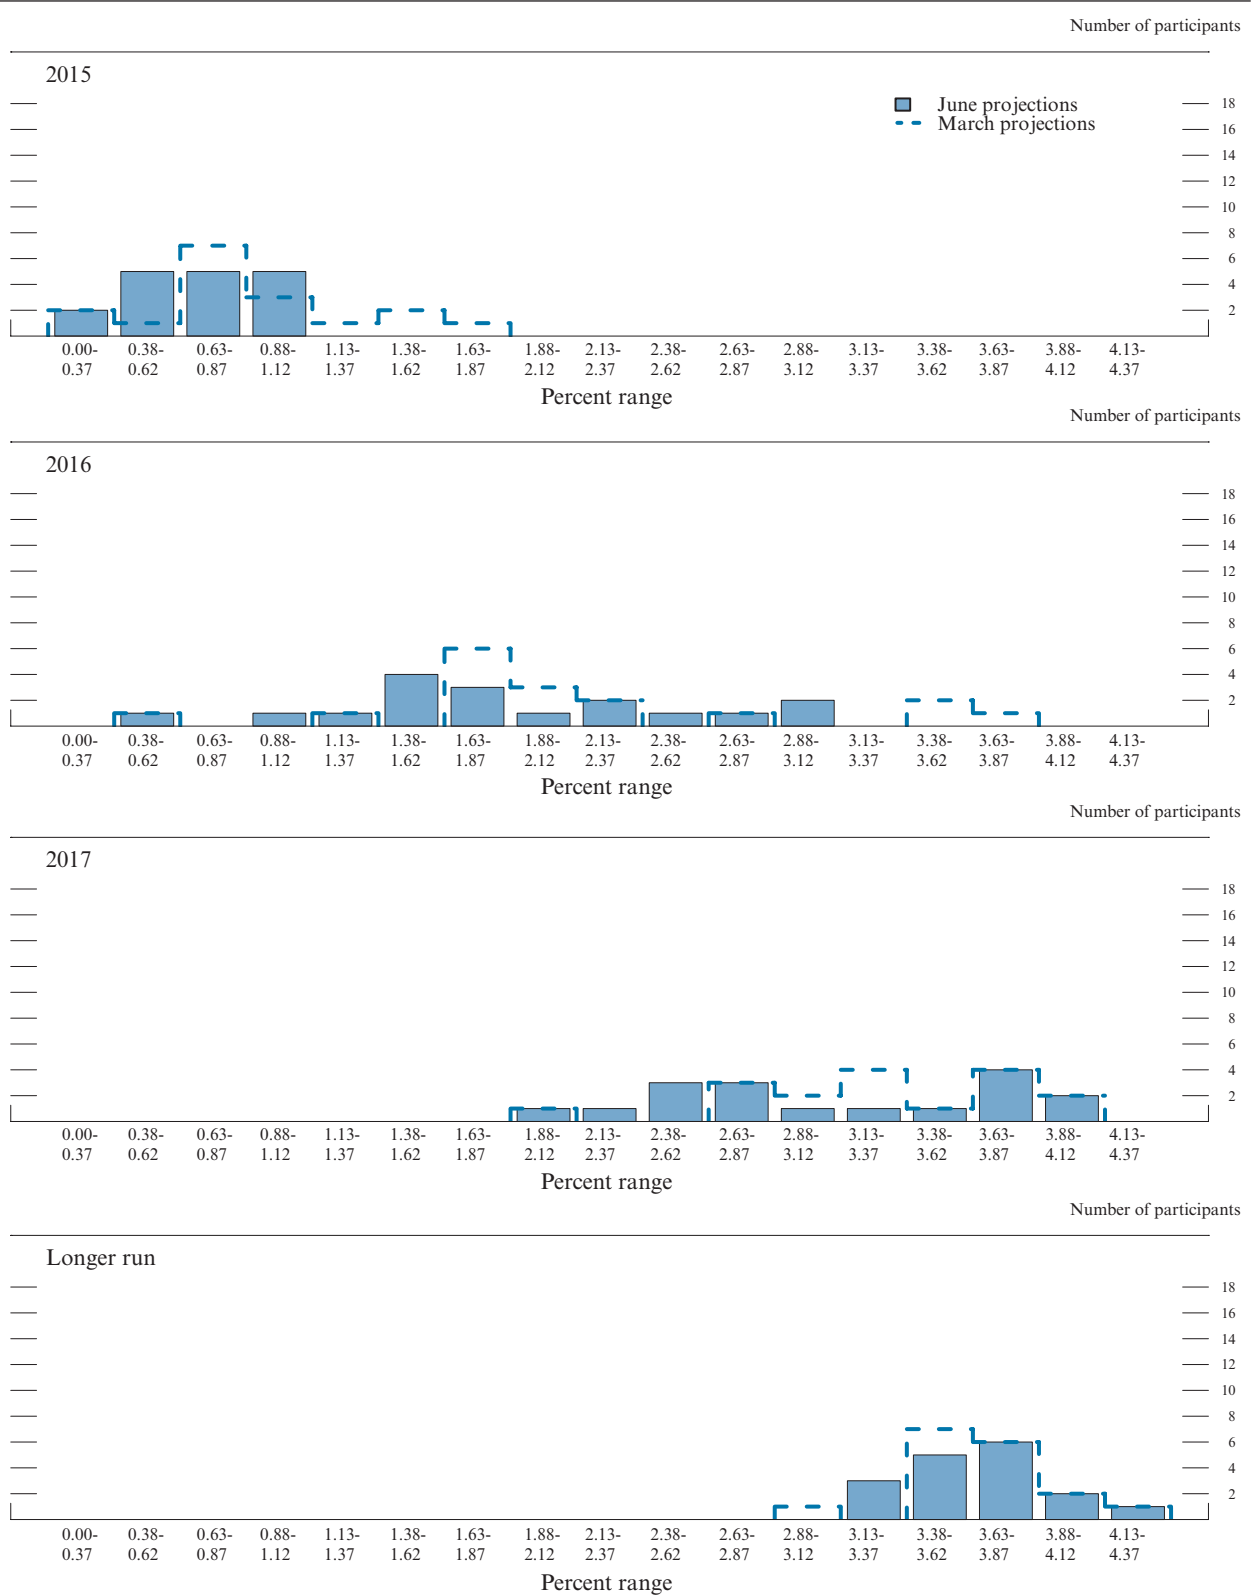 Number of participants
2015
June projections
March projections
18
16
14
12
10
8
6
4
2
0.00- 0.38- 0.63- 0.88- 1.13- 1.38- 1.63- 1.88- 2.13- 2.38- 2.63- 2.88- 3.13- 3.38- 3.63- 3.88- 4.13-
0.37 0.62 0.87 1.12 1.37 1.62 1.87 2.12 2.37 2.62 2.87 3.12 3.37 3.62 3.87 4.12 4.37
Percent range
Number of participants
2016
18
16
14
12
10
8
6
4
2
0.00- 0.38- 0.63- 0.88- 1.13- 1.38- 1.63- 1.88- 2.13- 2.38- 2.63- 2.88- 3.13- 3.38- 3.63- 3.88- 4.13-
0.37 0.62 0.87 1.12 1.37 1.62 1.87 2.12 2.37 2.62 2.87 3.12 3.37 3.62 3.87 4.12 4.37
Percent range
Number of participants
2017
18
16
14
12
10
8
6
4
2
0.00- 0.38- 0.63- 0.88- 1.13- 1.38- 1.63- 1.88- 2.13- 2.38- 2.63- 2.88- 3.13- 3.38- 3.63- 3.88- 4.13-
0.37 0.62 0.87 1.12 1.37 1.62 1.87 2.12 2.37 2.62 2.87 3.12 3.37 3.62 3.87 4.12 4.37
Percent range
Number of participants
Longer run
18
16
14
12
10
8
6
4
2
0.00- 0.38- 0.63- 0.88- 1.13- 1.38- 1.63- 1.88- 2.13- 2.38- 2.63- 2.88- 3.13- 3.38- 3.63- 3.88- 4.13-
0.37 0.62 0.87 1.12 1.37 1.62 1.87 2.12 2.37 2.62 2.87 3.12 3.37 3.62 3.87 4.12 4.37
Percent range